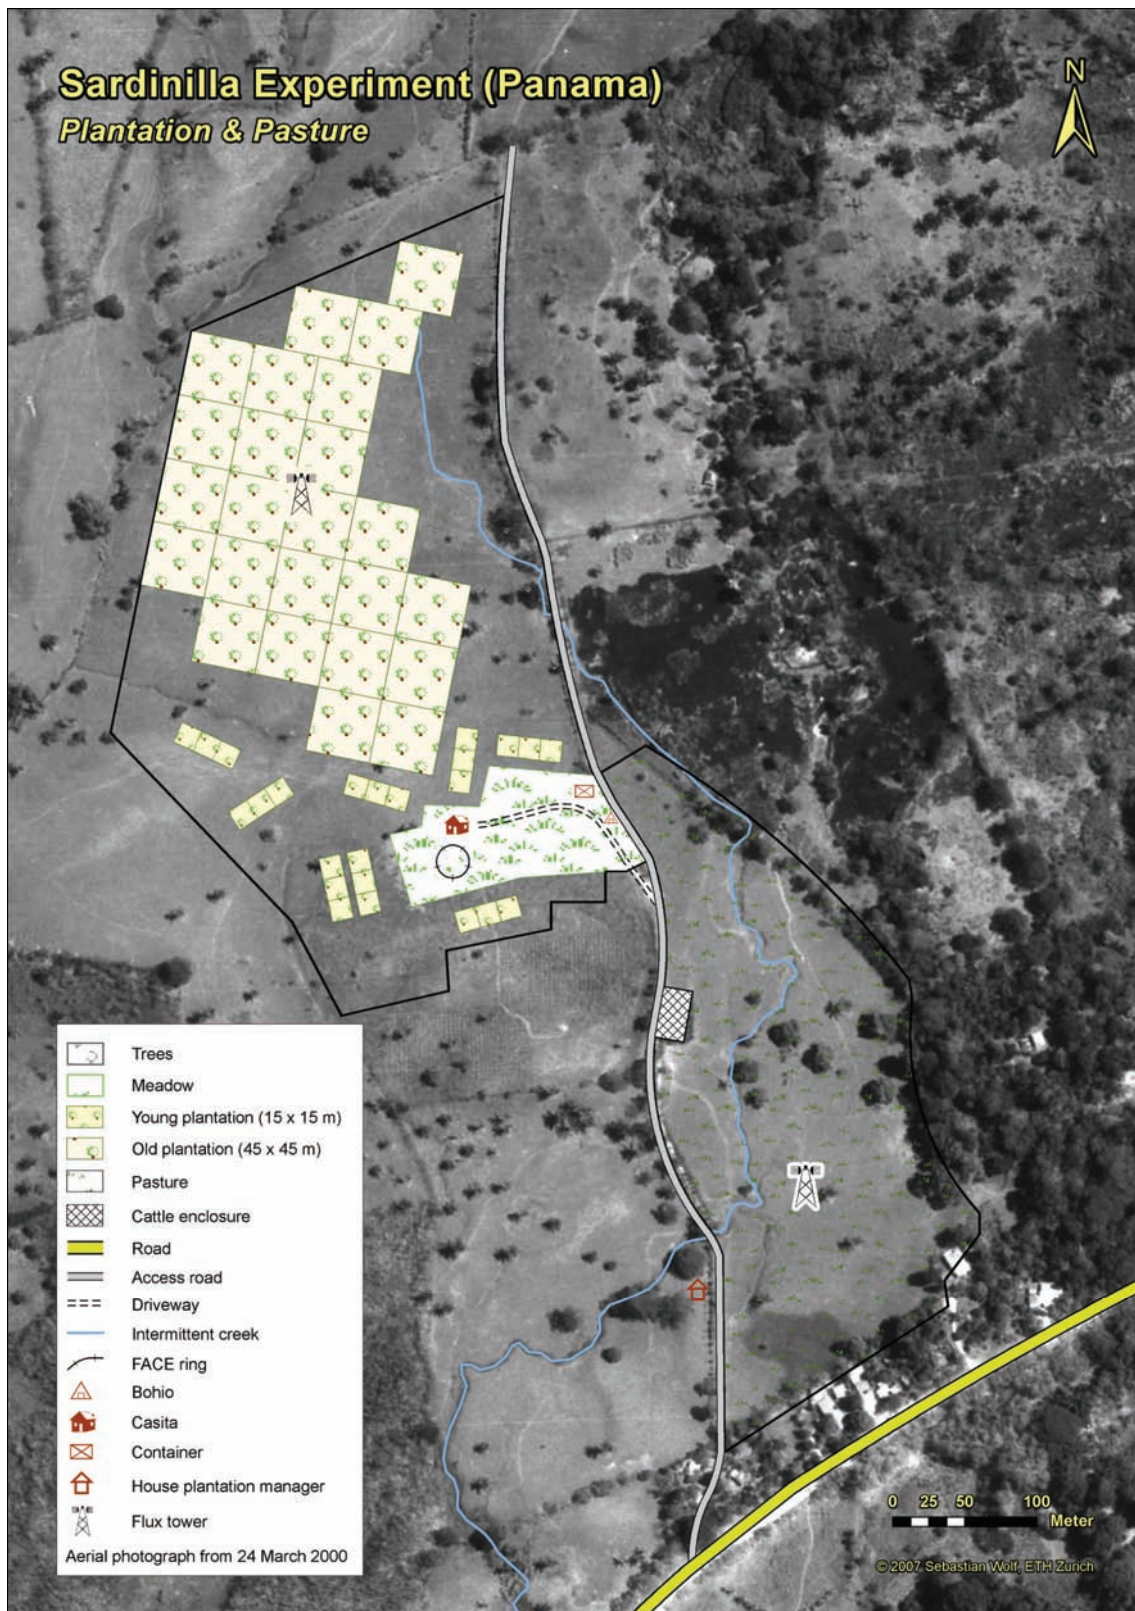 Sardinilla Experiment (Panama)
Plantation & Pasture
N
Trees
Meadow
Young plantation (15 x 15 m)
Old plantation (45 x 45 m)
Pasture
Cattle enclosure
Road
Access road
Driveway
Intermittent creek
FACE ring
Bohio
Casita
Container
House plantation manager
Flux tower
Aerial photograph from 24 March 2000
0 25 50 100
Meter
© 2007 Sebastian Wolf, ETH Zurich